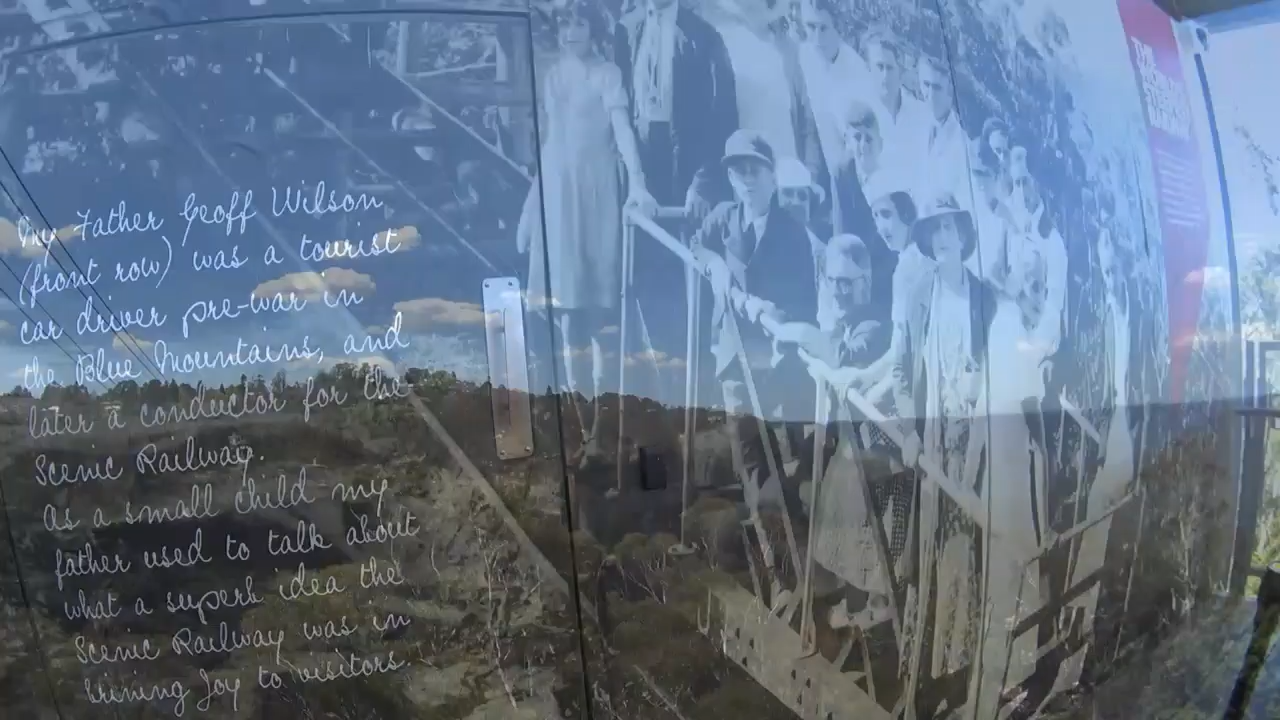 My Father Geoff Wilson
(front row) was a tourist
car driver pre-war in
the Blue Mountains, and
later a conductor for the
Scenic Railway.
As a small child my
father used to talk about
what a superb idea the
Scenic Railway was in
brining Joy to visitors.